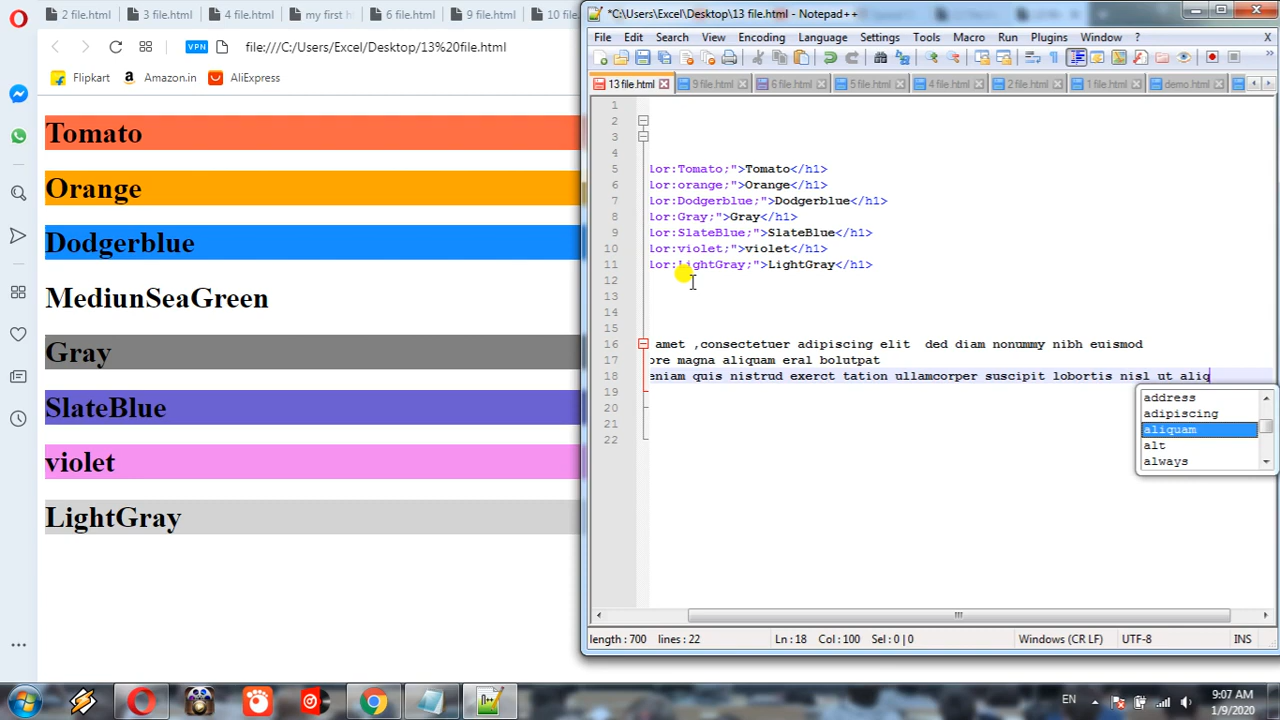 2 file.html
3 file.html
4 file.html
my first h
6 file.html
9 file.html
10 file
VPN
file:///C:/Users/Excel/Desktop/13%20file.html
Flipkart
Amazon.in
AliExpress
Tomato
Orange
Dodgerblue
MediunSeaGreen
Gray
SlateBlue
violet
LightGray
*C:\Users\Excel\Desktop\13 file.html - Notepad++
File Edit Search View Encoding Language Settings Tools Macro Run Plugins Window ? X
13 file.html
9 file.html
6 file.html
5 file.html
4 file.html
2 file.html
1 file.html
demo.html
1
2
3
4
5 lor:Tomato;">Tomato</h1>
6 lor:orange;">Orange</h1>
7 lor:Dodgerblue;">Dodgerblue</h1>
8 lor:Gray;">Gray</h1>
9 lor:SlateBlue;">SlateBlue</h1>
10 lor:violet;">violet</h1>
11 lor:LightGray;">LightGray</h1>
12
13
14
15
16 amet ,consectetuer adipiscing elit  ded diam nonummy nibh euismod
17 ore magna aliquam eral bolutpat
18 eniam quis nistrud exerct tation ullamcorper suscipit lobortis nisl ut aliq
19
20
21
22
address
adipiscing
aliquam
alt
always
length : 700 lines : 22 Ln : 18 Col : 100 Sel : 0 | 0 Windows (CR LF) UTF-8 INS
EN
9:07 AM
1/9/2020